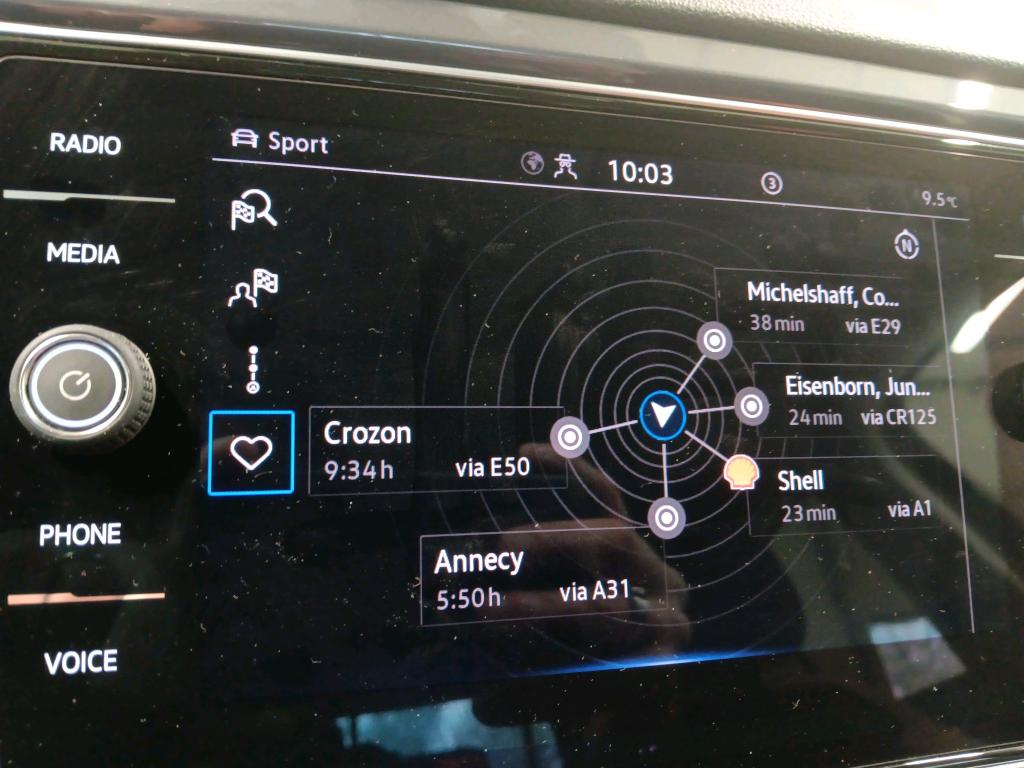 RADIO
MEDIA
PHONE
VOICE
Sport
10:03
3
9.5°C
N
Michelshaff, Co...
38 min via E29
Eisenborn, Jun...
24 min via CR125
Crozon
9:34 h via E50
Shell
23 min via A1
Annecy
5:50 h via A31